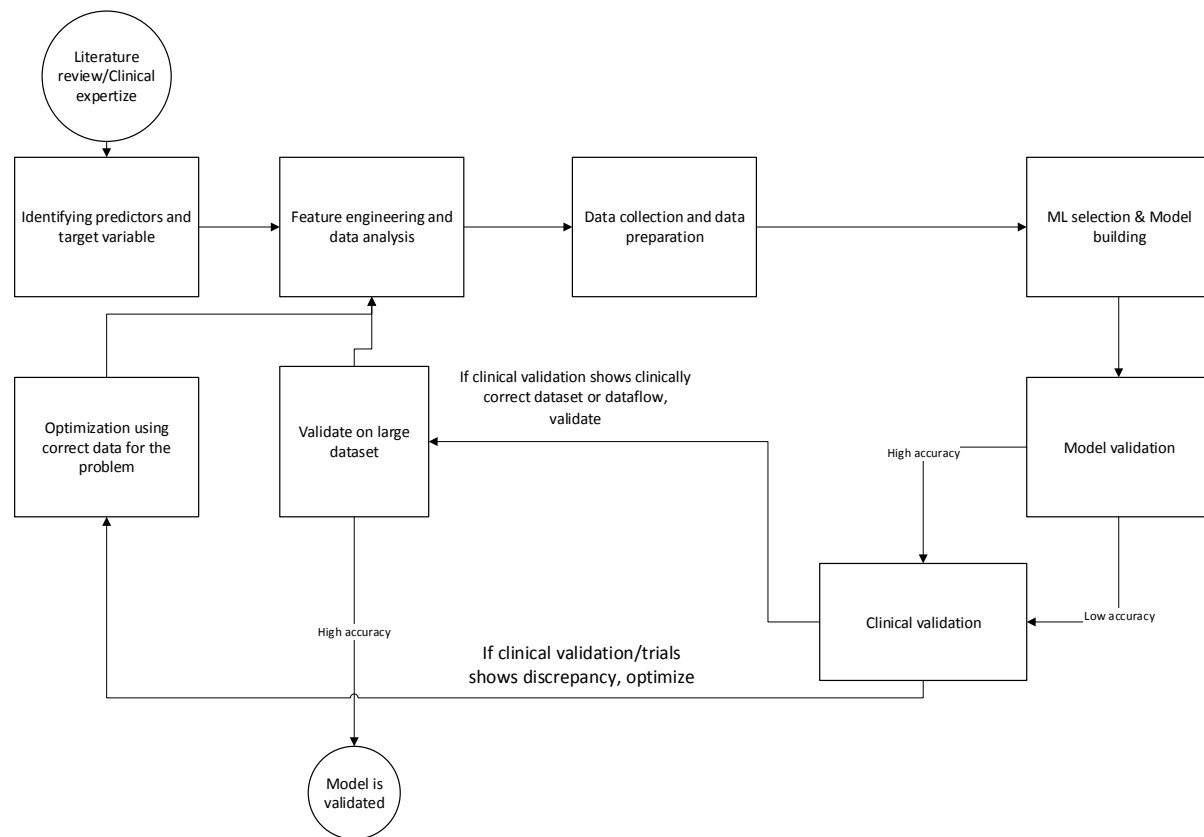 Literature
review/Clinical
expertize
Identifying predictors and
target variable
Feature engineering and
data analysis
Data collection and data
preparation
ML selection & Model
building
Optimization using
correct data for the
problem
Validate on large
dataset
If clinical validation shows clinically
correct dataset or dataflow,
validate
High accuracy
Model validation
Clinical validation
Low accuracy
High accuracy
If clinical validation/trials
shows discrepancy, optimize
Model is
validated